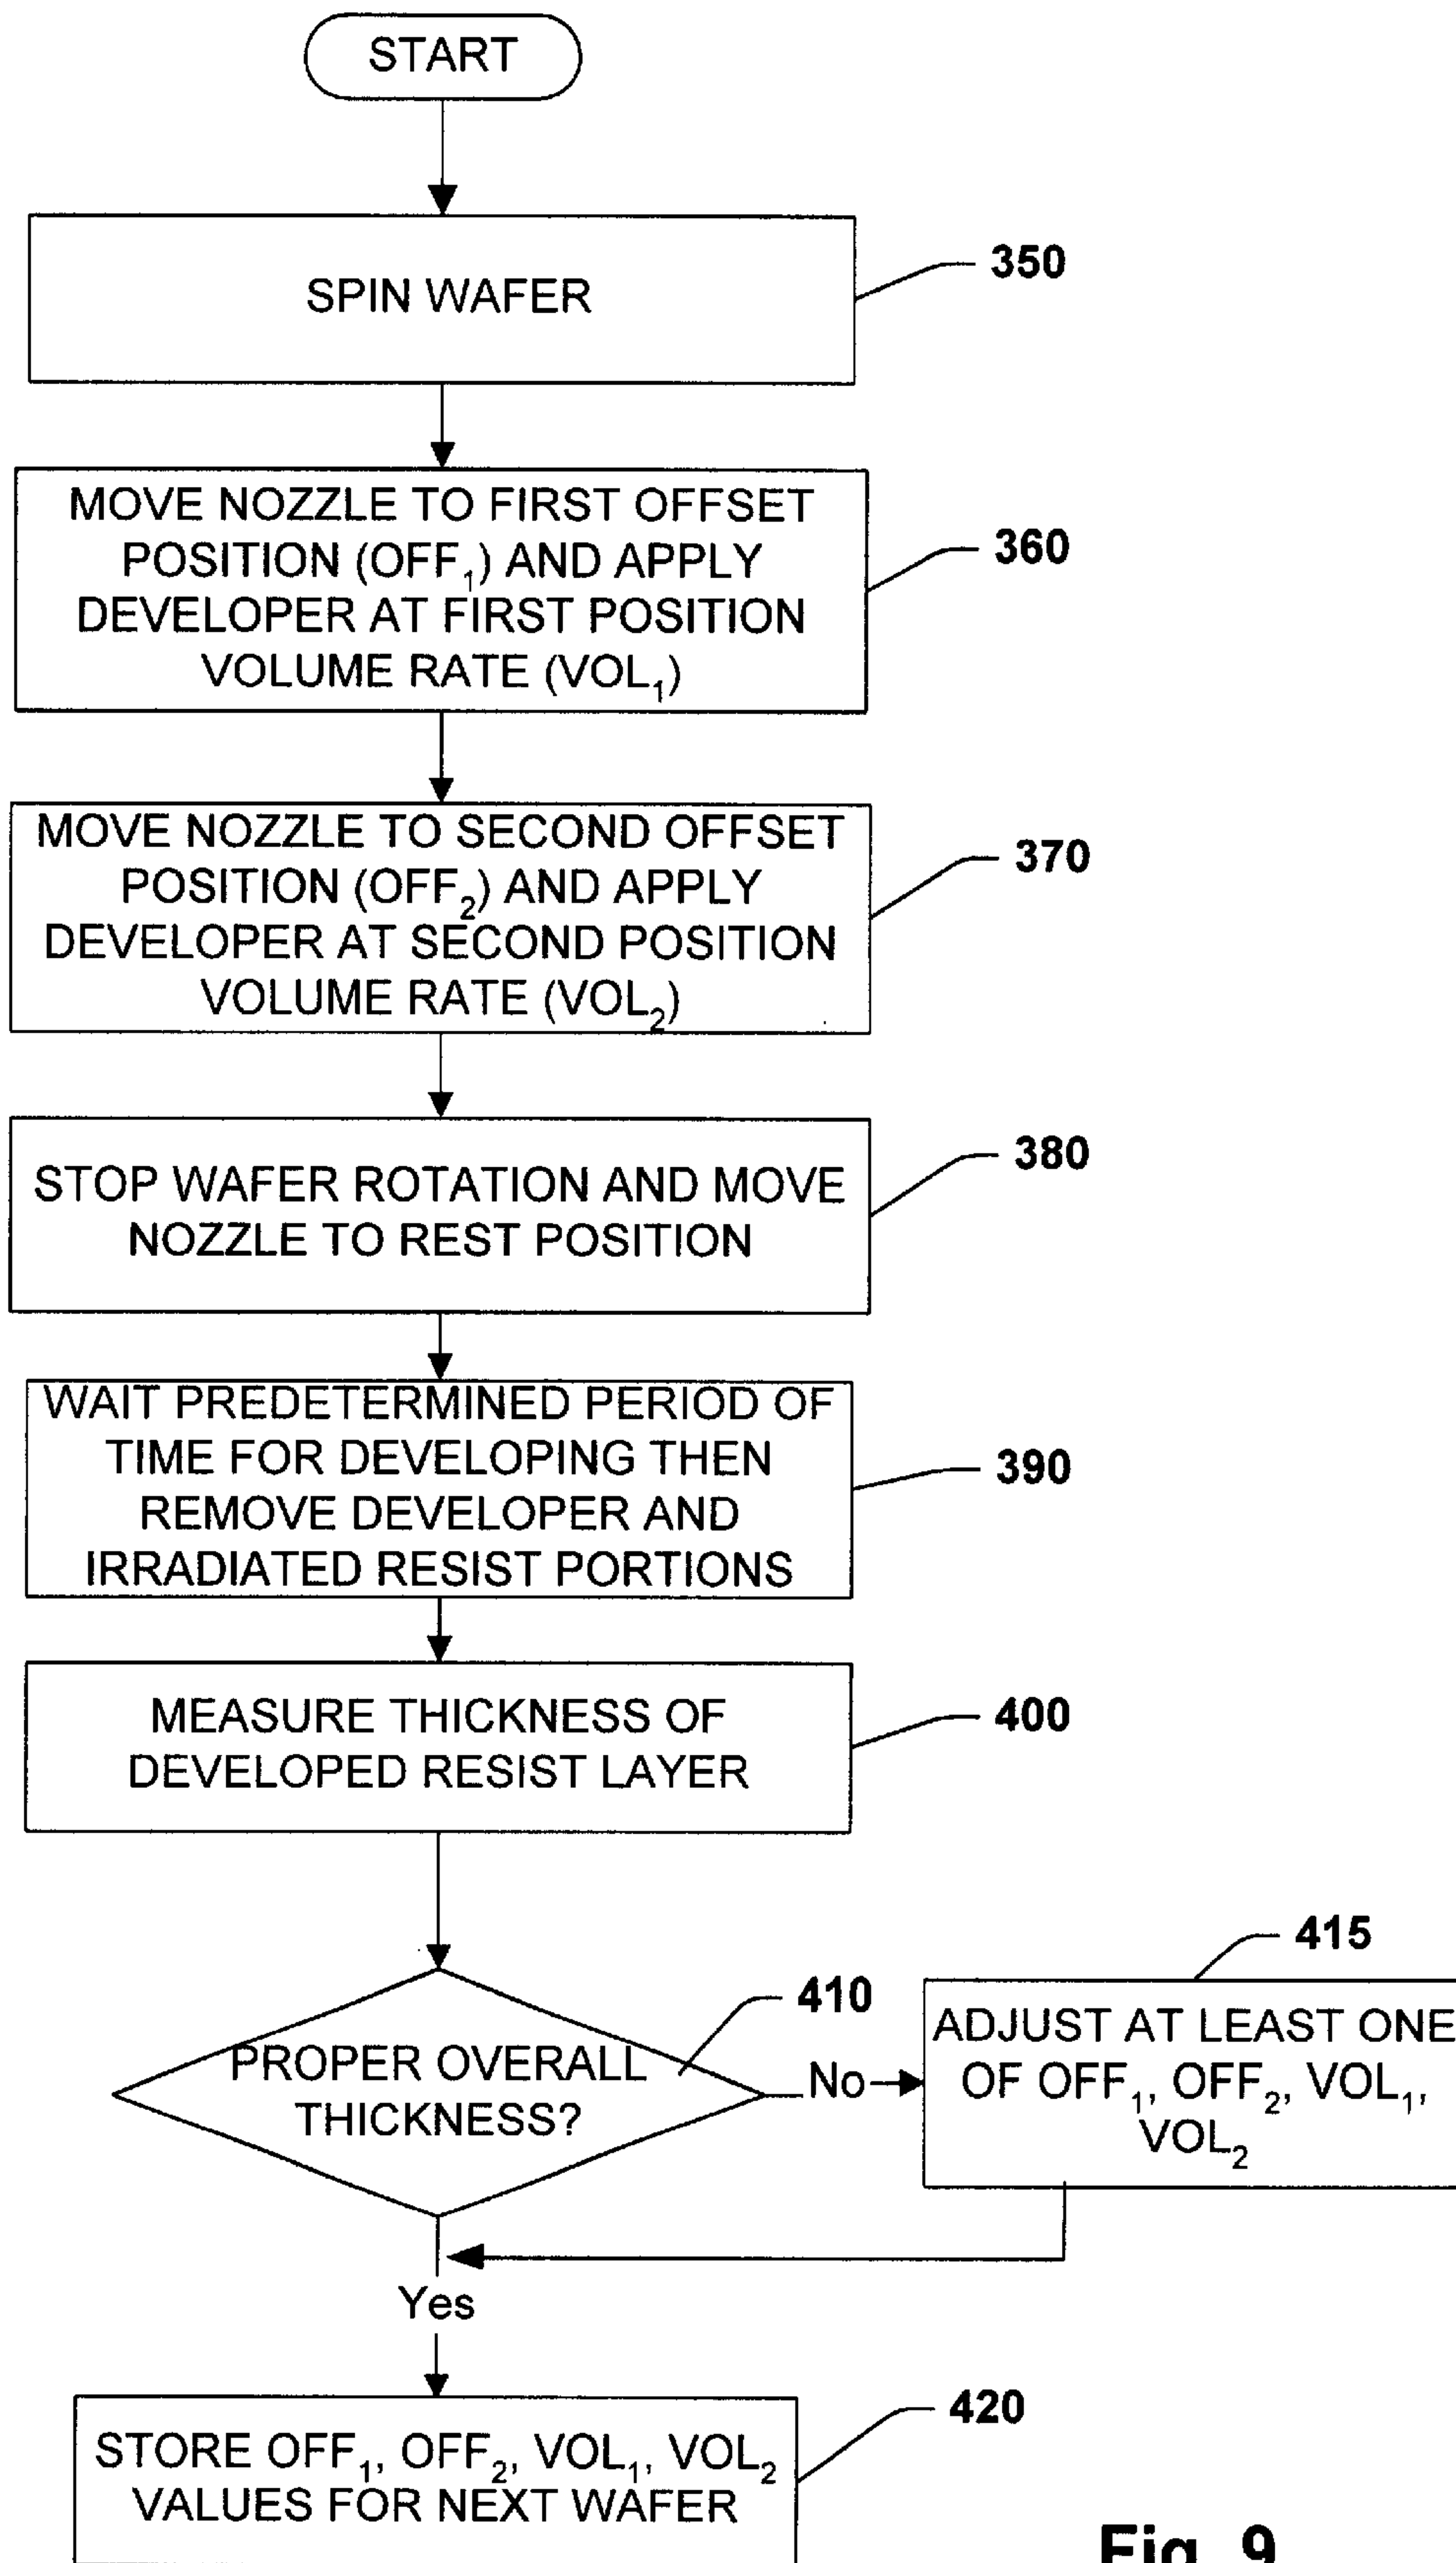 START
SPIN WAFER
350
MOVE NOZZLE TO FIRST OFFSET
POSITION (OFF₁) AND APPLY
DEVELOPER AT FIRST POSITION
VOLUME RATE (VOL₁)
360
MOVE NOZZLE TO SECOND OFFSET
POSITION (OFF₂) AND APPLY
DEVELOPER AT SECOND POSITION
VOLUME RATE (VOL₂)
370
STOP WAFER ROTATION AND MOVE
NOZZLE TO REST POSITION
380
WAIT PREDETERMINED PERIOD OF
TIME FOR DEVELOPING THEN
REMOVE DEVELOPER AND
IRRADIATED RESIST PORTIONS
390
MEASURE THICKNESS OF
DEVELOPED RESIST LAYER
400
PROPER OVERALL
THICKNESS?
410
No
ADJUST AT LEAST ONE
OF OFF₁, OFF₂, VOL₁,
VOL₂
415
Yes
STORE OFF₁, OFF₂, VOL₁, VOL₂
VALUES FOR NEXT WAFER
420
Fig. 9